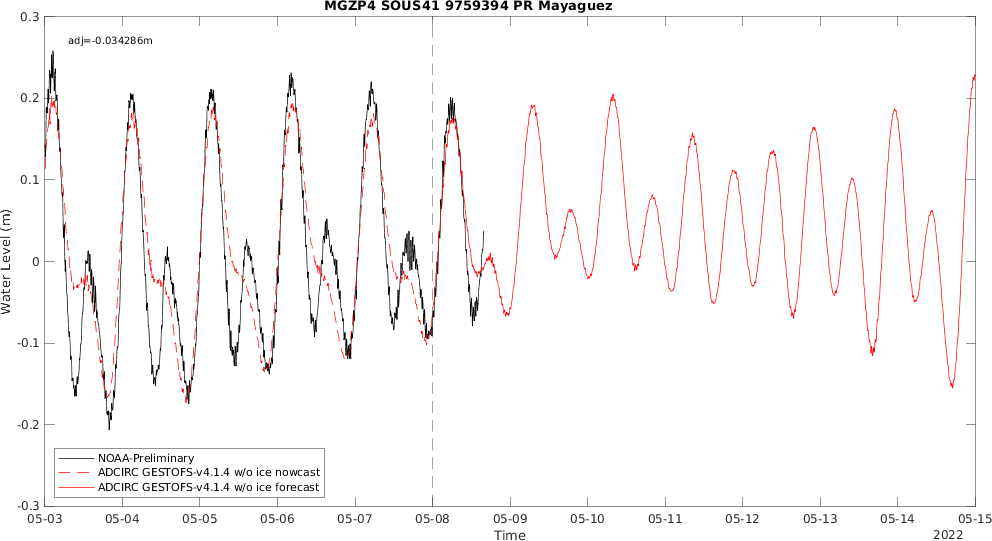 MGZP4 SOUS41 9759394 PR Mayaguez
adj=-0.034286m
0.3
0.2
0.1
0
-0.1
-0.2
-0.3
Water Level (m)
NOAA-Preliminary
ADCIRC GESTOFS-v4.1.4 w/o ice nowcast
ADCIRC GESTOFS-v4.1.4 w/o ice forecast
05-03 05-04 05-05 05-06 05-07 05-08 05-09 05-10 05-11 05-12 05-13 05-14 05-15
Time
2022